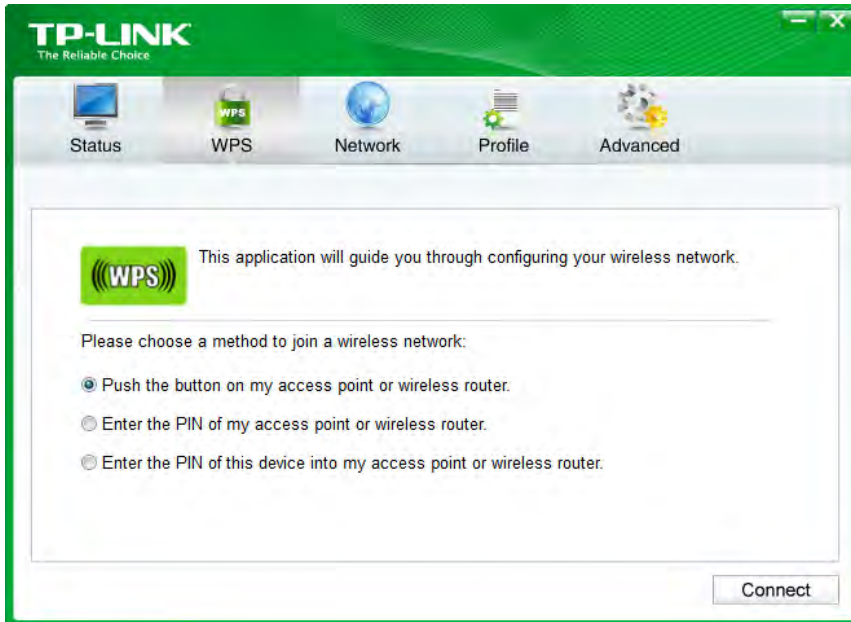 TP-LINK
The Reliable Choice
Status WPS Network Profile Advanced
WPS
(((WPS)))
This application will guide you through configuring your wireless network.
Please choose a method to join a wireless network:
Push the button on my access point or wireless router.
Enter the PIN of my access point or wireless router.
Enter the PIN of this device into my access point or wireless router.
Connect